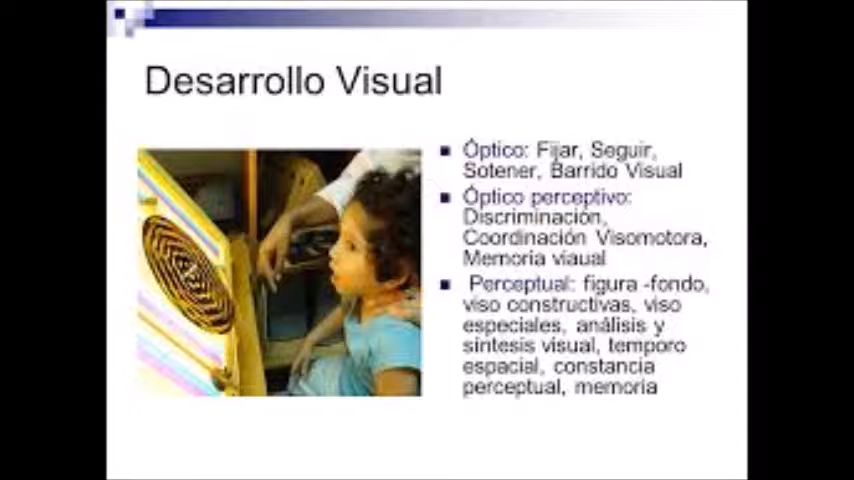 Desarrollo Visual
Óptico: Fijar, Seguir,
Sotener, Barrido Visual
Óptico perceptivo:
Discriminación,
Coordinación Visomotora,
Memoria viaual
Perceptual: figura -fondo,
viso constructivas, viso
especiales, análisis y
síntesis visual, temporo
espacial, constancia
perceptual, memoria